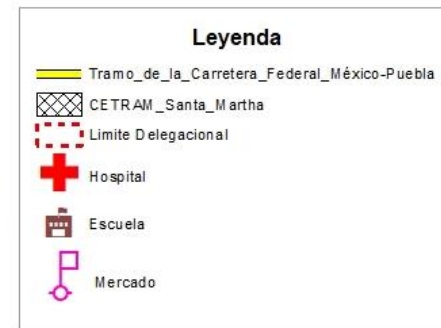 Leyenda
Tramo_de_la_Carretera_Federal_México-Puebla
CETRAM_Santa_Martha
Limite Delegacional
Hospital
Escuela
Mercado